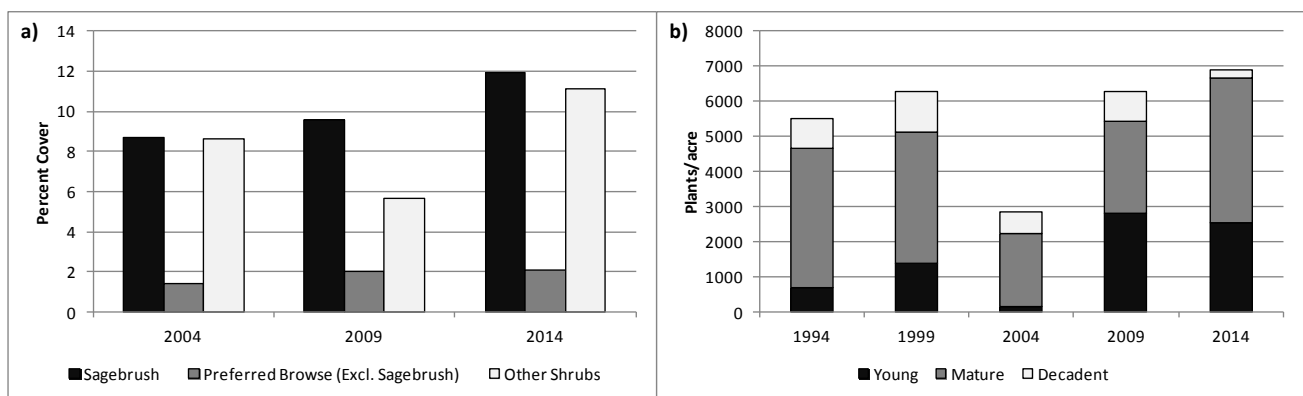 a)
14
12
10
8
6
4
2
0
Percent Cover
2004 2009 2014
Sagebrush Preferred Browse (Excl. Sagebrush) Other Shrubs
b)
8000
7000
6000
5000
4000
3000
2000
1000
0
Plants/acre
1994 1999 2004 2009 2014
Young Mature Decadent